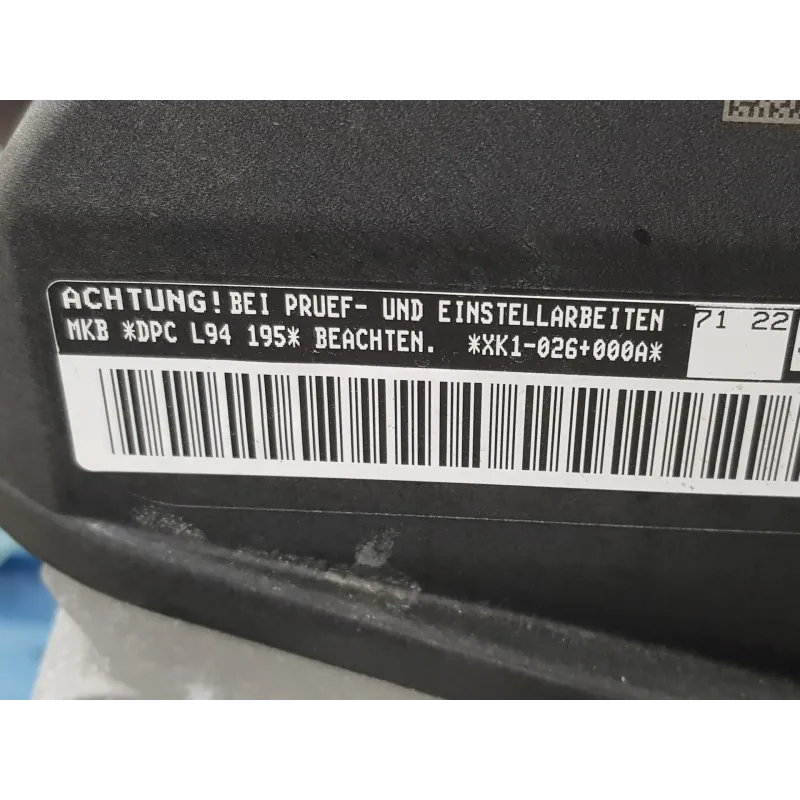 ACHTUNG! BEI PRUEF- UND EINSTELLARBEITEN 71 22
MKB *DPC L94 195* BEACHTEN. *XK1-026+000A*